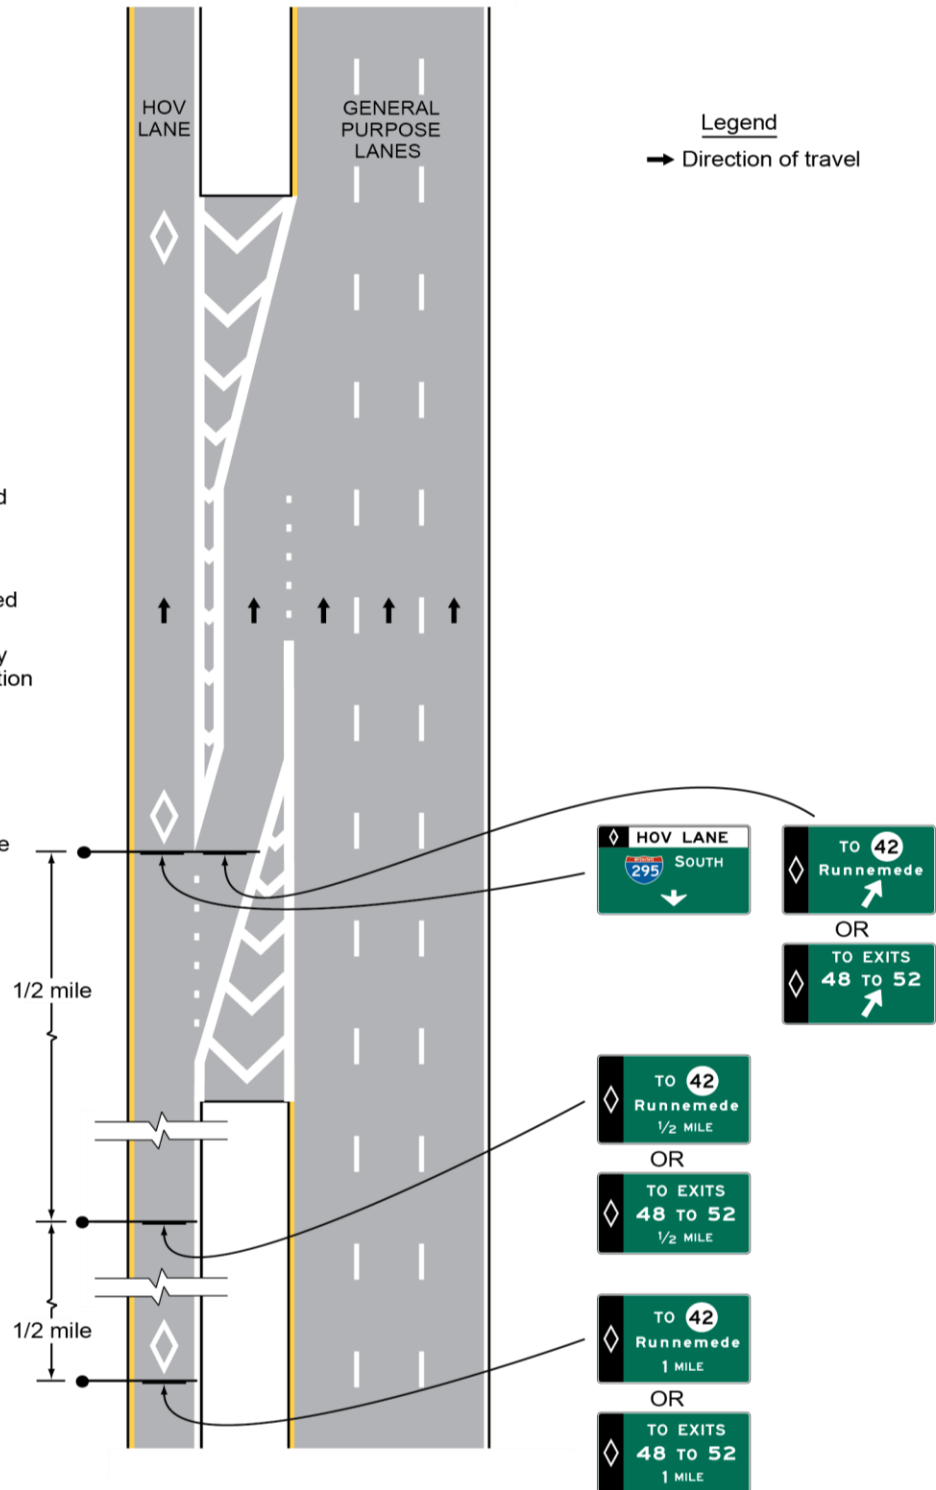 HOV
LANE
GENERAL
PURPOSE
LANES
Legend
Direction of travel
d
ed
y
tion
e
HOV LANE
295
SOUTH
TO 42
Runnemede
OR
TO EXITS
48 TO 52
1/2 mile
TO 42
Runnemede
1/2 MILE
OR
TO EXITS
48 TO 52
1/2 MILE
1/2 mile
TO 42
Runnemede
1 MILE
OR
TO EXITS
48 TO 52
1 MILE